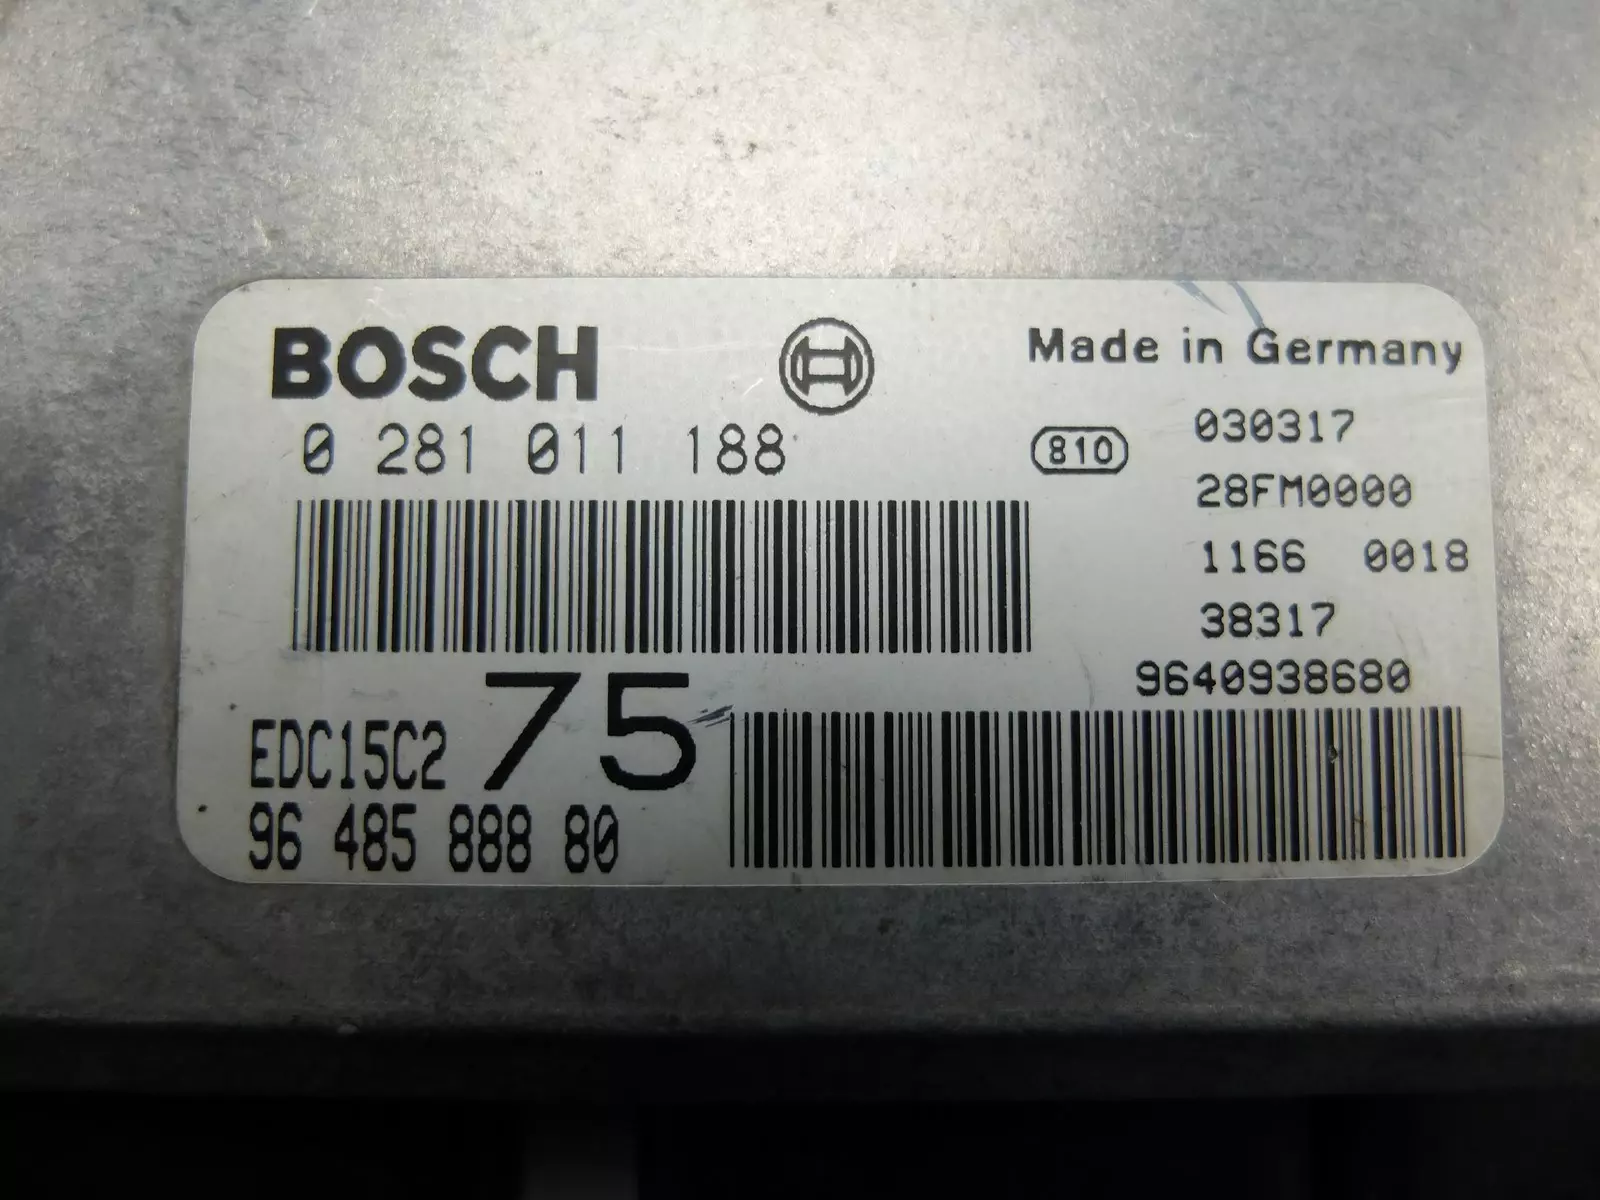 BOSCH
Made in Germany
0 281 011 188
810
030317
28FM0000
1166 0018
38317
9640938680
75
EDC15C2
96 485 888 80